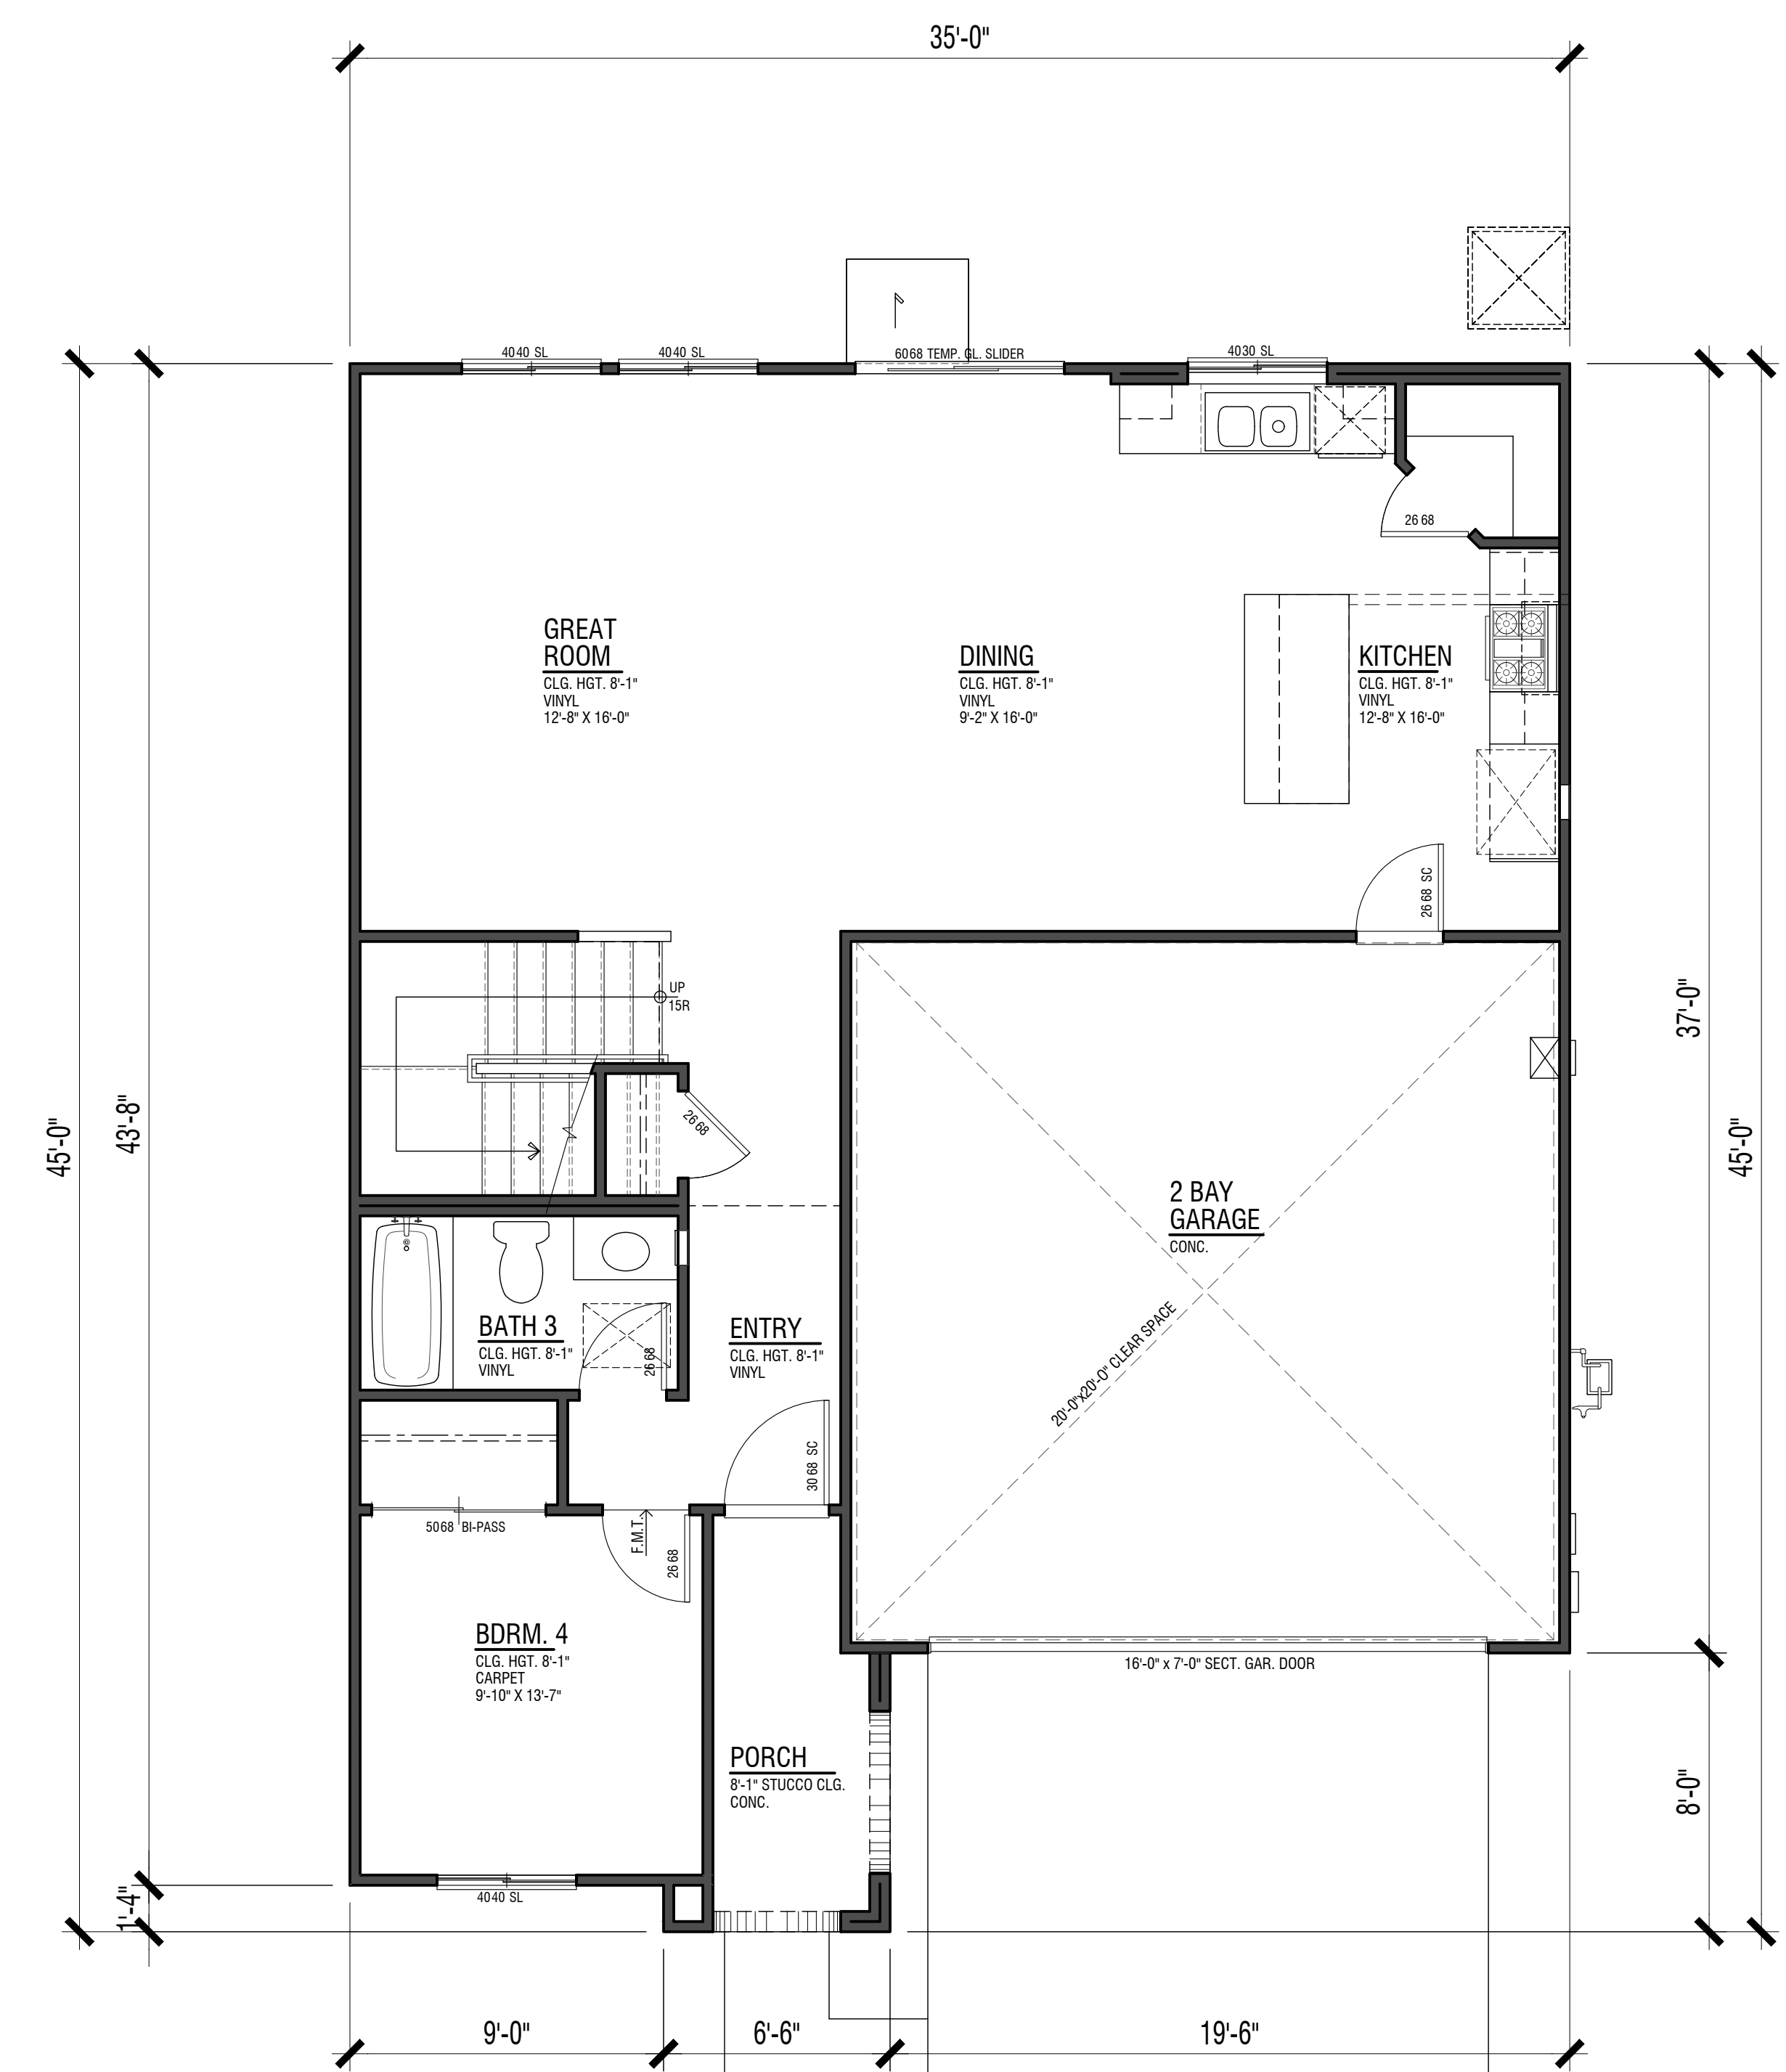 35'-0"
4040 SL
4040 SL
6068 TEMP. GL. SLIDER
4030 SL
26 68
GREAT
ROOM
CLG. HGT. 8'-1"
VINYL
12'-8" X 16'-0"
DINING
CLG. HGT. 8'-1"
VINYL
9'-2" X 16'-0"
KITCHEN
CLG. HGT. 8'-1"
VINYL
12'-8" X 16'-0"
26 68 SC
UP
15R
37'-0"
45'-0"
43'-8"
45'-0"
26 68
2 BAY
GARAGE
CONC.
20'-0"x20'-0" CLEAR SPACE
BATH 3
CLG. HGT. 8'-1"
VINYL
26 68
ENTRY
CLG. HGT. 8'-1"
VINYL
30 68 SC
5068 BI-PASS
F.M.T.
26 68
BDRM. 4
CLG. HGT. 8'-1"
CARPET
9'-10" X 13'-7"
16'-0" x 7'-0" SECT. GAR. DOOR
PORCH
8'-1" STUCCO CLG.
CONC.
8'-0"
1'-4"
4040 SL
9'-0"
6'-6"
19'-6"